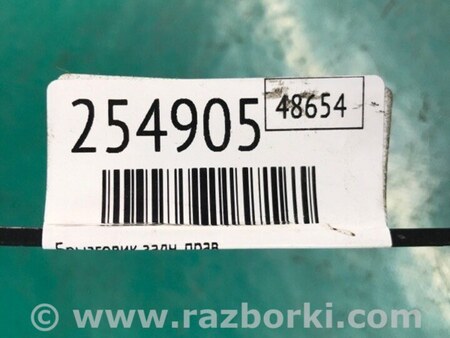 254905
48654
Брызговик задн. прав.
© www.razborki.com